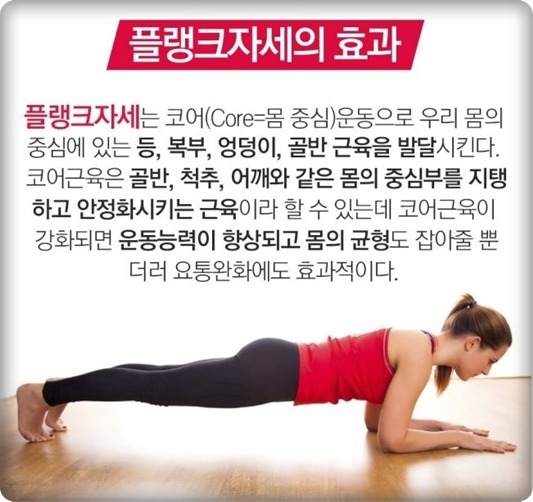 플랭크자세의 효과
플랭크자세는 코어(Core=몸 중심)운동으로 우리 몸의
중심에 있는 등, 복부, 엉덩이, 골반 근육을 발달시킨다.
코어근육은 골반, 척추, 어깨와 같은 몸의 중심부를 지탱
하고 안정화시키는 근육이라 할 수 있는데 코어근육이
강화되면 운동능력이 향상되고 몸의 균형도 잡아줄 뿐
더러 요통완화에도 효과적이다.